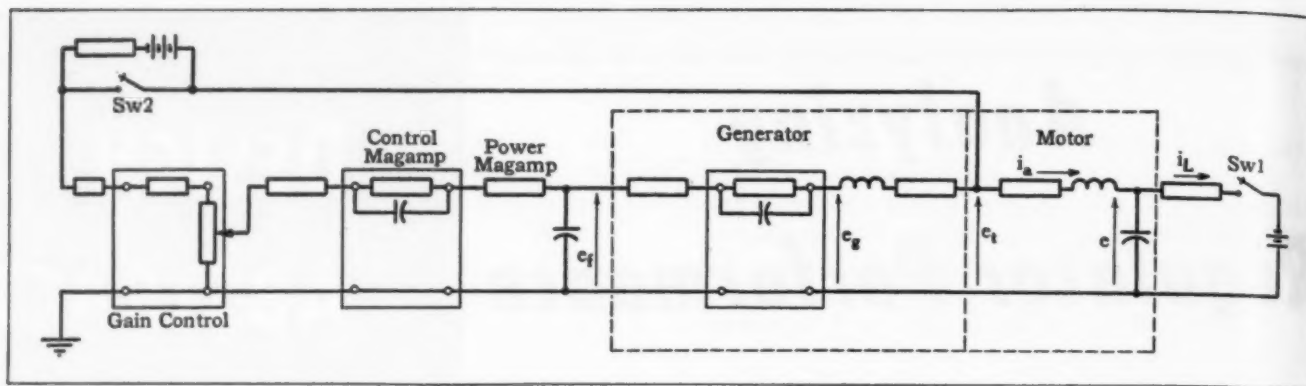 Sw2
Control
Magamp
Power
Magamp
Generator
Motor
i_a
i_L
Sw1
e_f
e_g
e_t
e
Gain Control